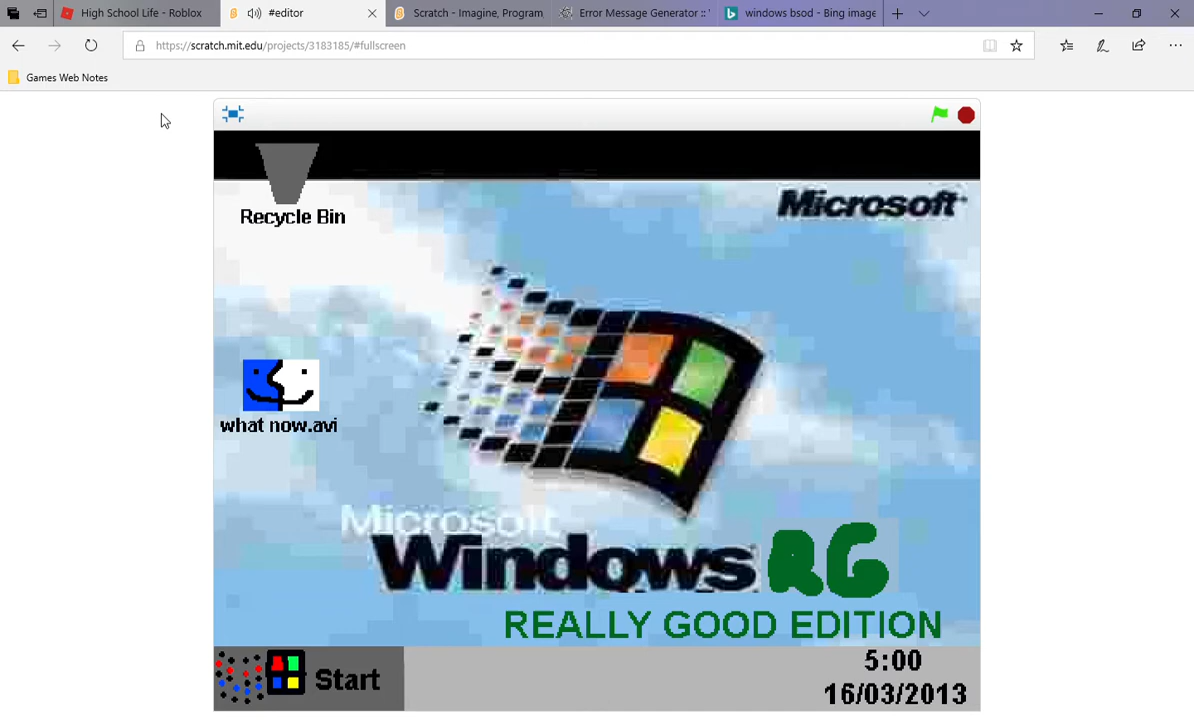 High School Life - Roblox
#editor
Scratch - Imagine, Program,
Error Message Generator :: '
windows bsod - Bing image
https://scratch.mit.edu/projects/3183185/#fullscreen
Games Web Notes
Recycle Bin
Microsoft
what now.avi
Microsoft
Windows RG
REALLY GOOD EDITION
Start
5:00
16/03/2013